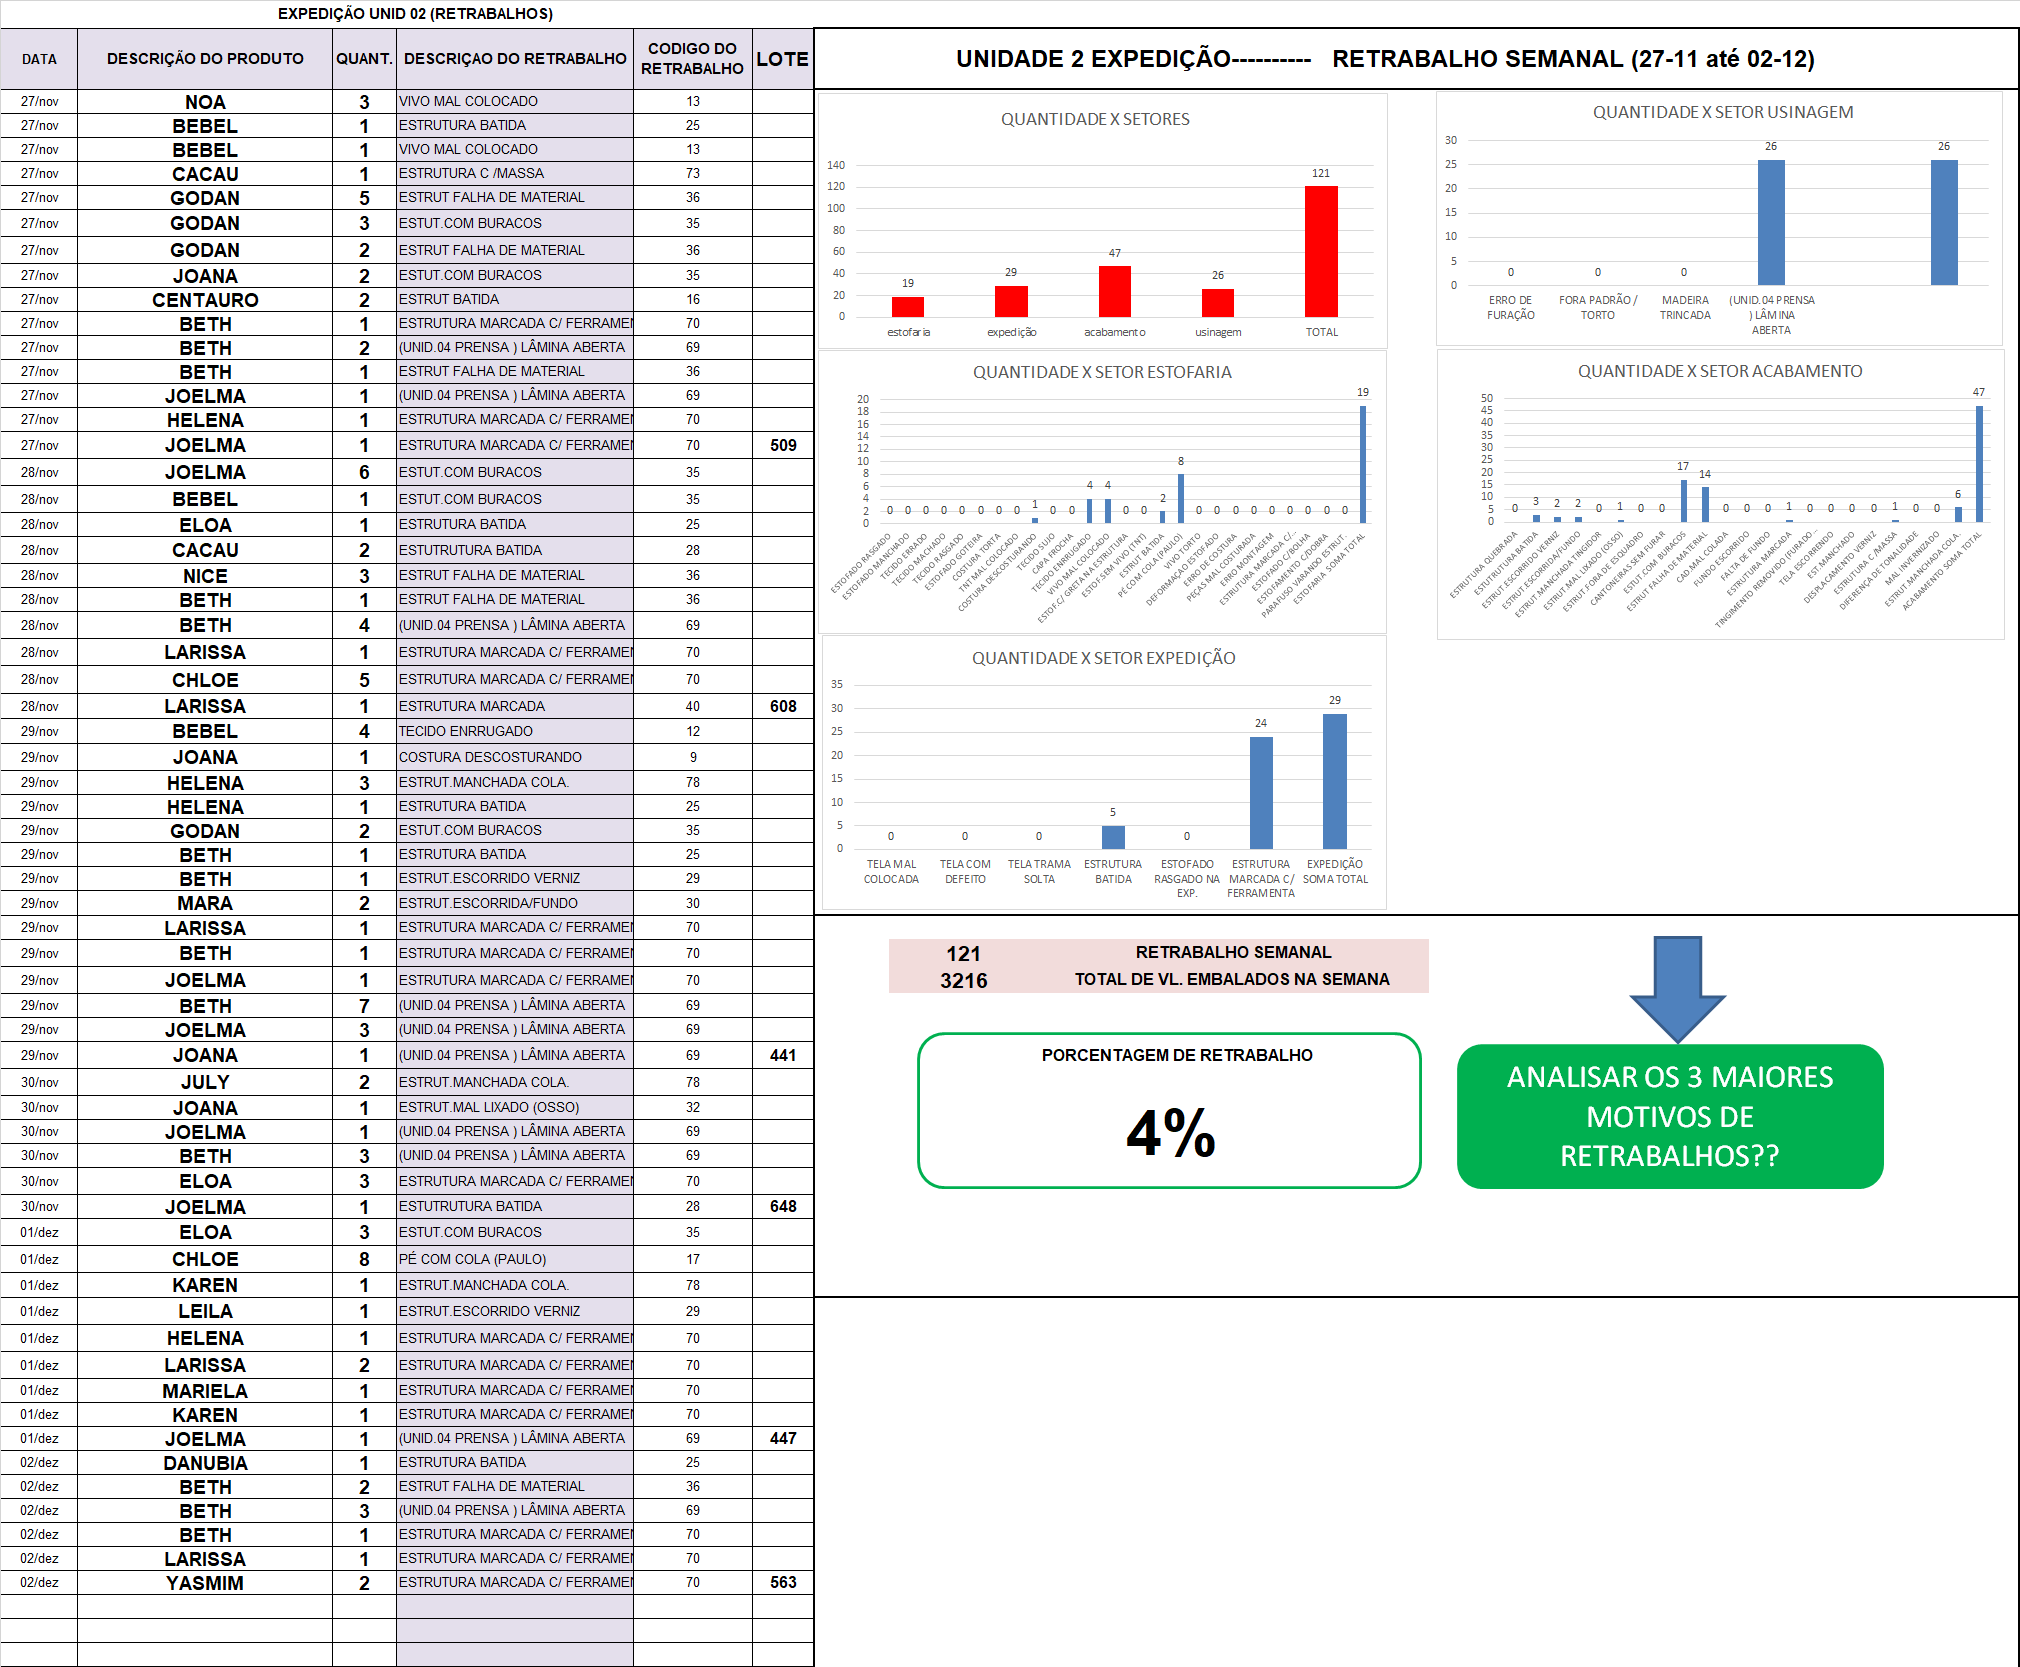 EXPEDIÇÃO UNID 02 (RETRABALHOS)
DATA DESCRIÇÃO DO PRODUTO QUANT. DESCRIÇAO DO RETRABALHO CODIGO DO RETRABALHO LOTE
27/nov NOA 3 VIVO MAL COLOCADO 13
27/nov BEBEL 1 ESTRUTURA BATIDA 25
27/nov BEBEL 1 VIVO MAL COLOCADO 13
27/nov CACAU 1 ESTRUTURA C /MASSA 73
27/nov GODAN 5 ESTRUT FALHA DE MATERIAL 36
27/nov GODAN 3 ESTUT.COM BURACOS 35
27/nov GODAN 2 ESTRUT FALHA DE MATERIAL 36
27/nov JOANA 2 ESTUT.COM BURACOS 35
27/nov CENTAURO 2 ESTRUT BATIDA 16
27/nov BETH 1 ESTRUTURA MARCADA C/ FERRAMEN 70
27/nov BETH 2 (UNID.04 PRENSA ) LÂMINA ABERTA 69
27/nov BETH 1 ESTRUT FALHA DE MATERIAL 36
27/nov JOELMA 1 (UNID.04 PRENSA ) LÂMINA ABERTA 69
27/nov HELENA 1 ESTRUTURA MARCADA C/ FERRAMEN 70
27/nov JOELMA 1 ESTRUTURA MARCADA C/ FERRAMEN 70 509
28/nov JOELMA 6 ESTUT.COM BURACOS 35
28/nov BEBEL 1 ESTUT.COM BURACOS 35
28/nov ELOA 1 ESTRUTURA BATIDA 25
28/nov CACAU 2 ESTUTRUTURA BATIDA 28
28/nov NICE 3 ESTRUT FALHA DE MATERIAL 36
28/nov BETH 1 ESTRUT FALHA DE MATERIAL 36
28/nov BETH 4 (UNID.04 PRENSA ) LÂMINA ABERTA 69
28/nov LARISSA 1 ESTRUTURA MARCADA C/ FERRAMEN 70
28/nov CHLOE 5 ESTRUTURA MARCADA C/ FERRAMEN 70
28/nov LARISSA 1 ESTRUTURA MARCADA 40 608
29/nov BEBEL 4 TECIDO ENRRUGADO 12
29/nov JOANA 1 COSTURA DESCOSTURANDO 9
29/nov HELENA 3 ESTRUT.MANCHADA COLA. 78
29/nov HELENA 1 ESTRUTURA BATIDA 25
29/nov GODAN 2 ESTUT.COM BURACOS 35
29/nov BETH 1 ESTRUTURA BATIDA 25
29/nov BETH 1 ESTRUT.ESCORRIDO VERNIZ 29
29/nov MARA 2 ESTRUT.ESCORRIDA/FUNDO 30
29/nov LARISSA 1 ESTRUTURA MARCADA C/ FERRAMEN 70
29/nov BETH 1 ESTRUTURA MARCADA C/ FERRAMEN 70
29/nov JOELMA 1 ESTRUTURA MARCADA C/ FERRAMEN 70
29/nov BETH 7 (UNID.04 PRENSA ) LÂMINA ABERTA 69
29/nov JOELMA 3 (UNID.04 PRENSA ) LÂMINA ABERTA 69
29/nov JOANA 1 (UNID.04 PRENSA ) LÂMINA ABERTA 69 441
30/nov JULY 2 ESTRUT.MANCHADA COLA. 78
30/nov JOANA 1 ESTRUT.MAL LIXADO (OSSO) 32
30/nov JOELMA 1 (UNID.04 PRENSA ) LÂMINA ABERTA 69
30/nov BETH 3 (UNID.04 PRENSA ) LÂMINA ABERTA 69
30/nov ELOA 3 ESTRUTURA MARCADA C/ FERRAMEN 70
30/nov JOELMA 1 ESTUTRUTURA BATIDA 28 648
01/dez ELOA 3 ESTUT.COM BURACOS 35
01/dez CHLOE 8 PÉ COM COLA (PAULO) 17
01/dez KAREN 1 ESTRUT.MANCHADA COLA. 78
01/dez LEILA 1 ESTRUT.ESCORRIDO VERNIZ 29
01/dez HELENA 1 ESTRUTURA MARCADA C/ FERRAMEN 70
01/dez LARISSA 2 ESTRUTURA MARCADA C/ FERRAMEN 70
01/dez MARIELA 1 ESTRUTURA MARCADA C/ FERRAMEN 70
01/dez KAREN 1 ESTRUTURA MARCADA C/ FERRAMEN 70
01/dez JOELMA 1 (UNID.04 PRENSA ) LÂMINA ABERTA 69 447
02/dez DANUBIA 1 ESTRUTURA BATIDA 25
02/dez BETH 2 ESTRUT FALHA DE MATERIAL 36
02/dez BETH 3 (UNID.04 PRENSA ) LÂMINA ABERTA 69
02/dez BETH 1 ESTRUTURA MARCADA C/ FERRAMEN 70
02/dez LARISSA 1 ESTRUTURA MARCADA C/ FERRAMEN 70
02/dez YASMIM 2 ESTRUTURA MARCADA C/ FERRAMEN 70 563
UNIDADE 2 EXPEDIÇÃO---------- RETRABALHO SEMANAL (27-11 até 02-12)
QUANTIDADE X SETORES
140
120
100
80
60
40
20
0
19 29 47 26 121
estofaria expedição acabamento usinagem TOTAL
QUANTIDADE X SETOR USINAGEM
30
25
20
15
10
5
0
0 0 0 26 26
ERRO DE FURAÇÃO
FORA PADRÃO / TORTO
MADEIRA TRINCADA
(UNID.04 PRENSA ) LÂMINA ABERTA
QUANTIDADE X SETOR ESTOFARIA
20
18
16
14
12
10
8
6
4
2
0
0 0 0 0 0 0 0 0 1 0 0 4 4 0 0 2 8 0 0 0 0 0 0 0 0 0 19
ESTOFADO RASGADO
ESTOFADO MANCHADO
TECIDO ERRADO
TECIDO MACHADO
TECIDO RASGADO
ESTOFADO GOTEIRA
COSTURA TORTA
TNT MAL COLOCADO
COSTURA DESCOSTURANDO
TECIDO SUJO
CAPA FROCHA
TECIDO ENRRUGADO
VIVO MAL COLOCADO
ESTOF.C/ GRETA NA ESTRUTURA
ESTOF SEM VIVO (TNT)
ESTRUT BATIDA
PÉ COM COLA (PAULO)
VIVO TORTO
DEFORMAÇÃO ESTOFADO
ERRO DE COSTURA
PEÇAS MAL COSTURADA
ERRO MONTAGEM
ESTRUTURA MARCADA C/...
ESTOFADO C/BOLHA
ESTOFAMENTO C/DOBRA
PARAFUSO VARANDO ESTRUT.
ESTOFARIA SOMA TOTAL
QUANTIDADE X SETOR ACABAMENTO
50
45
40
35
30
25
20
15
10
5
0
0 3 2 2 0 1 0 0 17 14 0 0 0 1 0 0 0 0 1 0 0 6 47
ESTRUTURA QUEBRADA
ESTUTRUTURA BATIDA
ESTRUT.ESCORRIDO VERNIZ
ESTRUT.ESCORRIDA/FUNDO
ESTRUT.MANCHADA TINGIDOR
ESTRUT.MAL LIXADO (OSSO)
ESTRUT.FORA DE ESQUADRO
CANTONEIRAS SEM FURAR
ESTUT.COM BURACOS
ESTRUT FALHA DE MATERIAL
CAD.MAL COLADA
FUNDO ESCORRIDO
FALTA DE FUNDO
ESTRUTURA MARCADA
TINGIMENTO REMOVIDO (FURADO...
TELA ESCORRENDO
EST.MANCHADO
DISPLACAMENTO VERNIZ
ESTRUTURA C /MASSA
DIFERENÇA DE TONALIDADE
MAL INVERNIZADO
ESTRUT.MANCHADA COLA.
ACABAMENTO SOMA TOTAL
QUANTIDADE X SETOR EXPEDIÇÃO
35
30
25
20
15
10
5
0
0 0 0 5 0 24 29
TELA MAL COLOCADA
TELA COM DEFEITO
TELA TRAMA SOLTA
ESTRUTURA BATIDA
ESTOFADO RASGADO NA EXP.
ESTRUTURA MARCADA C/ FERRAMENTA
EXPEDIÇÃO SOMA TOTAL
121 RETRABALHO SEMANAL
3216 TOTAL DE VL. EMBALADOS NA SEMANA
PORCENTAGEM DE RETRABALHO
4%
ANALISAR OS 3 MAIORES
MOTIVOS DE
RETRABALHOS??